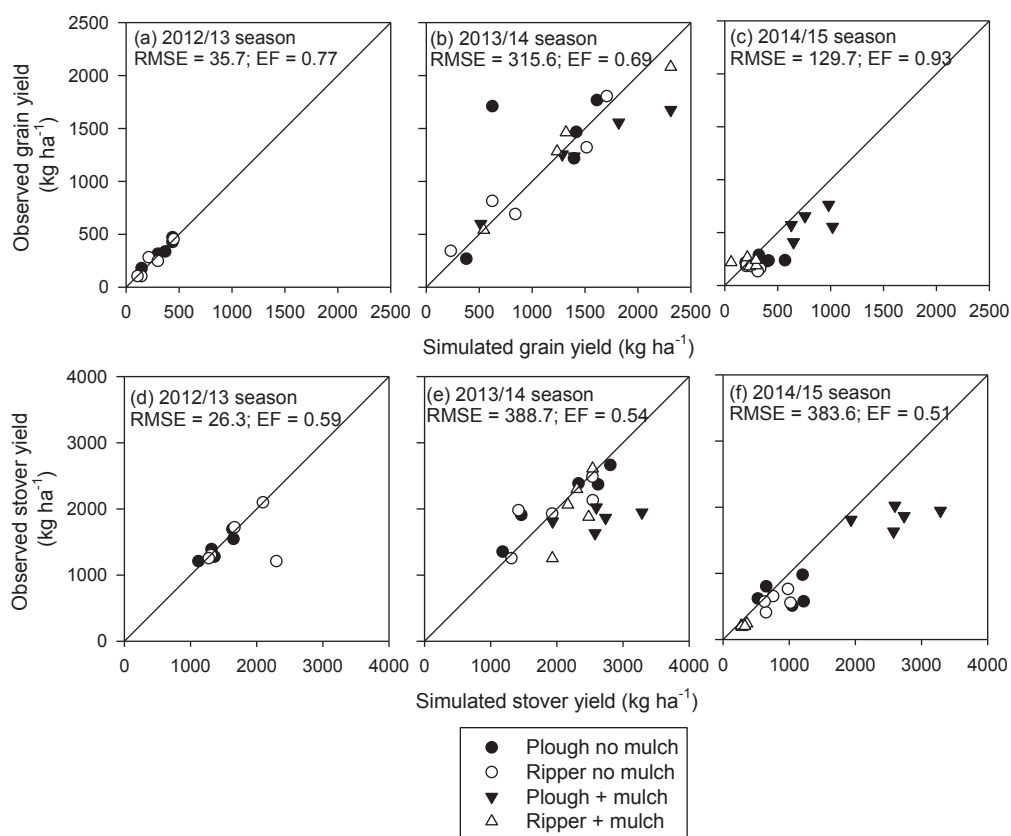 (a) 2012/13 season
RMSE = 35.7; EF = 0.77
(b) 2013/14 season
RMSE = 315.6; EF = 0.69
(c) 2014/15 season
RMSE = 129.7; EF = 0.93
Observed grain yield
(kg ha⁻¹)
2500
2000
1500
1000
500
0
0 500 1000 1500 2000 2500
0 500 1000 1500 2000 2500
0 500 1000 1500 2000 2500
Simulated grain yield (kg ha⁻¹)
(d) 2012/13 season
RMSE = 26.3; EF = 0.59
(e) 2013/14 season
RMSE = 388.7; EF = 0.54
(f) 2014/15 season
RMSE = 383.6; EF = 0.51
Observed stover yield
(kg ha⁻¹)
4000
3000
2000
1000
0
0 1000 2000 3000 4000
0 1000 2000 3000 4000
0 1000 2000 3000 4000
Simulated stover yield (kg ha⁻¹)
Plough no mulch
Ripper no mulch
Plough + mulch
Ripper + mulch